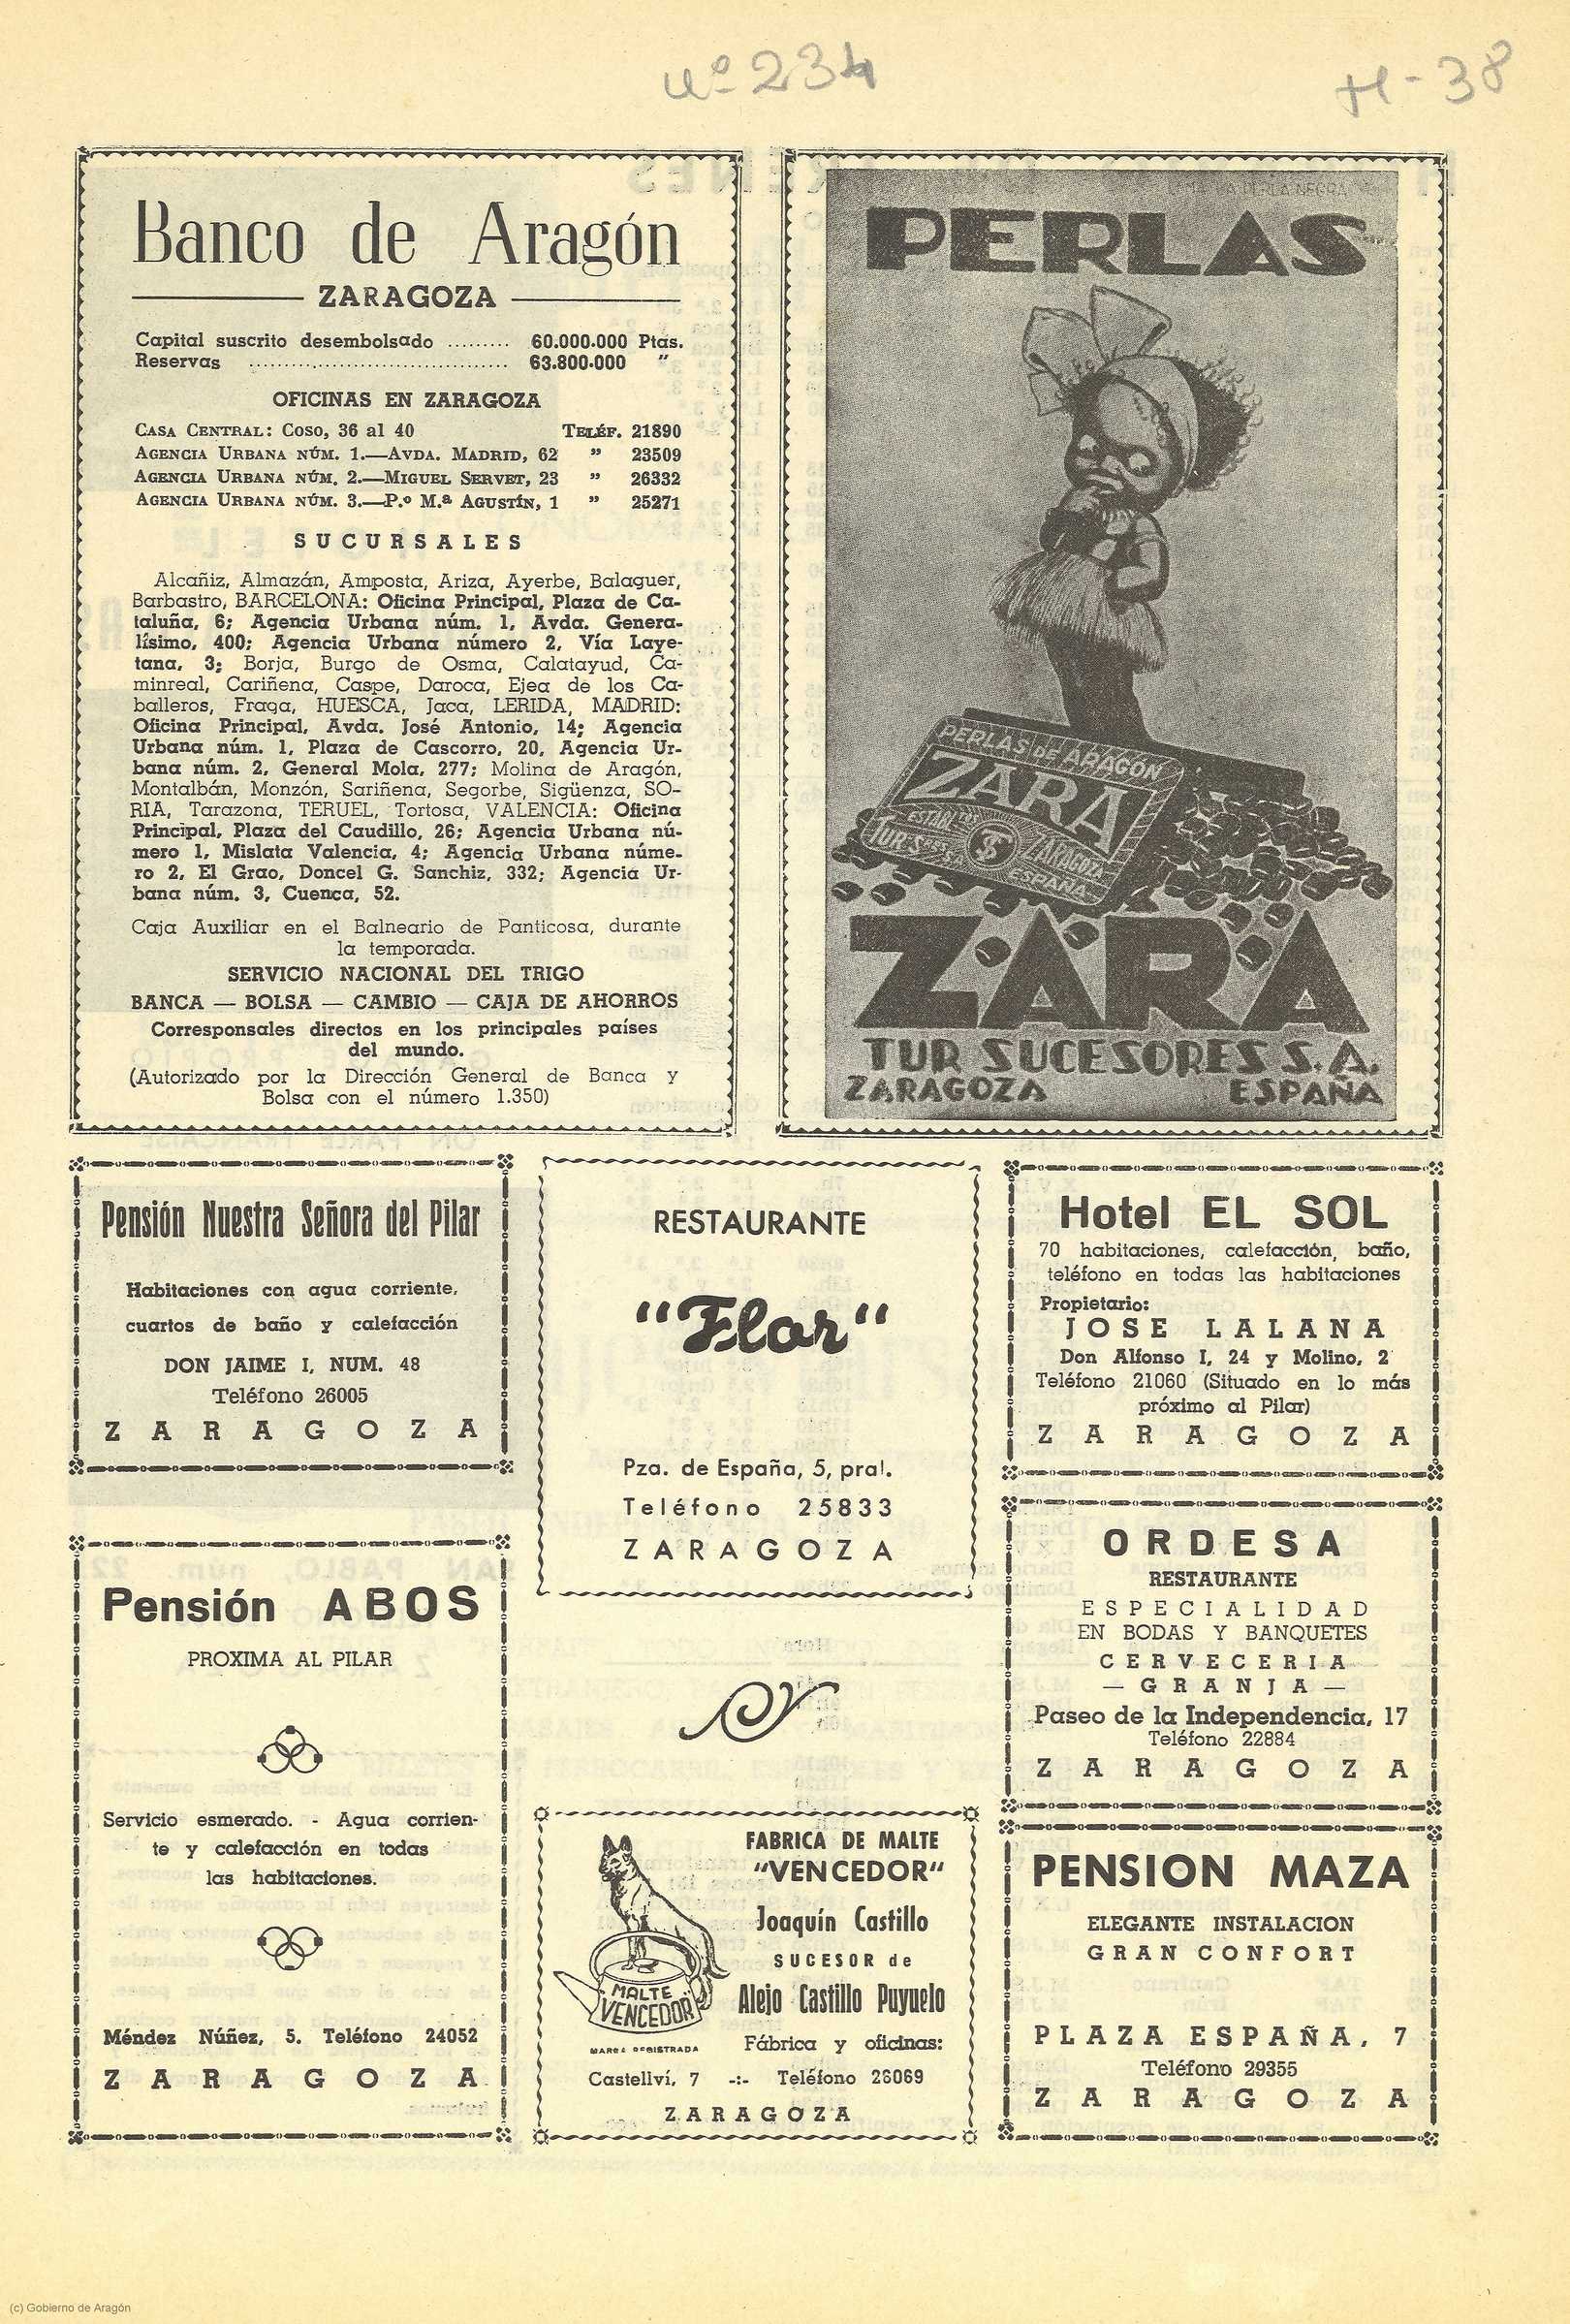 Nº 234
H-38
Banco de Aragón
ZARAGOZA
Capital suscrito desembolsado ......... 60.000.000 Ptas.
Reservas ...................................... 63.800.000 "
OFICINAS EN ZARAGOZA
CASA CENTRAL: COSO, 36 al 40 TELÉF. 21890
AGENCIA URBANA NÚM. 1.—AVDA. MADRID, 62 " 23509
AGENCIA URBANA NÚM. 2.—MIGUEL SERVET, 23 " 26332
AGENCIA URBANA NÚM. 3.—P.º M.ª AGUSTÍN, 1 " 25271
SUCURSALES
Alcañiz, Almazán, Amposta, Ariza, Ayerbe, Balaguer,
Barbastro, BARCELONA: Oficina Principal, Plaza de Ca-
taluña, 6; Agencia Urbana núm. 1, Avda. Genera-
lísimo, 400; Agencia Urbana número 2, Vía Laye-
tana, 3; Borja, Burgo de Osma, Calatayud, Ca-
minreal, Cariñena, Caspe, Daroca, Ejea de los Ca-
balleros, Fraga, HUESCA, Jaca, LERIDA, MADRID:
Oficina Principal, Avda. José Antonio, 14; Agencia
Urbana núm. 1, Plaza de Cascorro, 20, Agencia Ur-
bana núm. 2, General Mola, 277; Molina de Aragón,
Montalbán, Monzón, Sariñena, Segorbe, Sigüenza, SO-
RIA, Tarazona, TERUEL, Tortosa, VALENCIA: Oficina
Principal, Plaza del Caudillo, 26; Agencia Urbana nú-
mero 1, Mislata Valencia, 4; Agencia Urbana núme-
ro 2, El Grao, Doncel G. Sanchiz, 332; Agencia Ur-
bana núm. 3, Cuenca, 52.
Caja Auxiliar en el Balneario de Panticosa, durante
la temporada.
SERVICIO NACIONAL DEL TRIGO
BANCA — BOLSA — CAMBIO — CAJA DE AHORROS
Corresponsales directos en los principales países
del mundo.
(Autorizado por la Dirección General de Banca y
Bolsa con el número 1.350)
PERLAS
PERLAS DE ARAGÓN
ZARA
TUR SUCESORES S.A.
ZARAGOZA
ESPAÑA
ZARA
TUR SUCESORES S.A.
ZARAGOZA ESPAÑA
Pensión Nuestra Señora del Pilar
Habitaciones con agua corriente,
cuartos de baño y calefacción
DON JAIME I, NUM. 48
Teléfono 26005
ZARAGOZA
RESTAURANTE
"Flor"
Pza. de España, 5, pral.
Teléfono 25833
ZARAGOZA
Hotel EL SOL
70 habitaciones, calefacción, baño,
teléfono en todas las habitaciones
Propietario:
JOSE LALANA
Don Alfonso I, 24 y Molino, 2
Teléfono 21060 (Situado en lo más
próximo al Pilar)
ZARAGOZA
Pensión ABOS
PROXIMA AL PILAR
Servicio esmerado. - Agua corrien-
te y calefacción en todas
las habitaciones.
Méndez Núñez, 5. Teléfono 24052
ZARAGOZA
ORDESA
RESTAURANTE
ESPECIALIDAD
EN BODAS Y BANQUETES
CERVECERIA
— GRANJA —
Paseo de la Independencia, 17
Teléfono 22884
ZARAGOZA
FABRICA DE MALTE
"VENCEDOR"
Joaquín Castillo
SUCESOR de
Alejo Castillo Puyuelo
MALTE
VENCEDOR
MARCA REGISTRADA
Fábrica y oficinas:
Castellví, 7 -:- Teléfono 26069
ZARAGOZA
PENSION MAZA
ELEGANTE INSTALACION
GRAN CONFORT
PLAZA ESPAÑA, 7
Teléfono 29355
ZARAGOZA
(c) Gobierno de Aragón